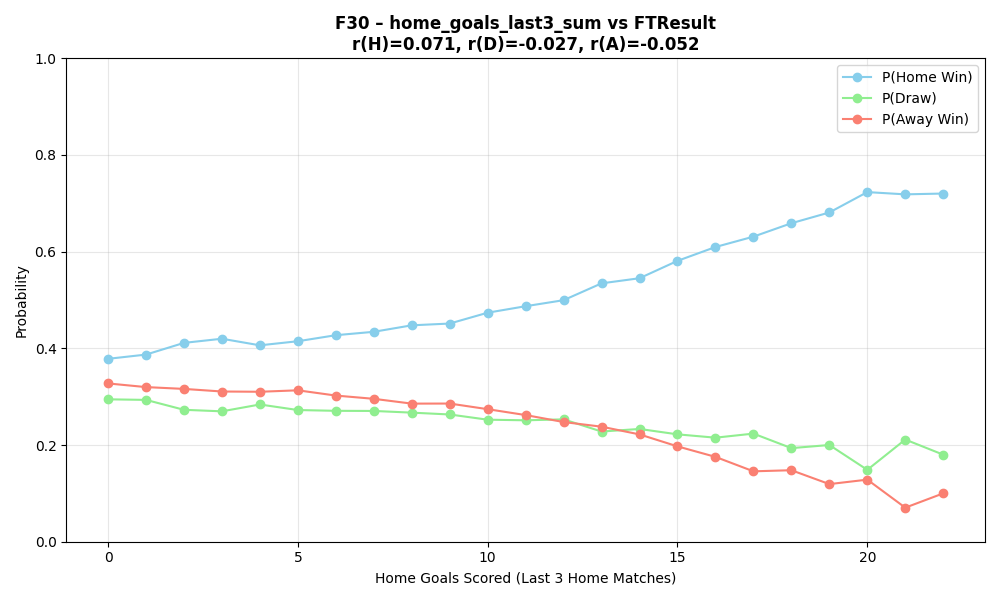 F30 – home_goals_last3_sum vs FTResult
r(H)=0.071, r(D)=-0.027, r(A)=-0.052
P(Home Win)
P(Draw)
P(Away Win)
Probability
1.0
0.8
0.6
0.4
0.2
0.0
0 5 10 15 20
Home Goals Scored (Last 3 Home Matches)